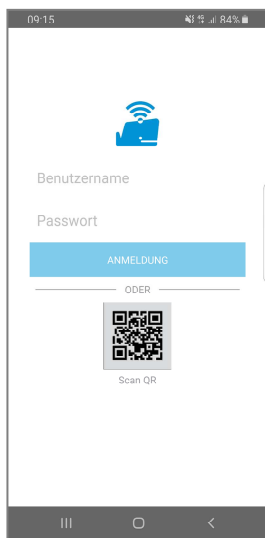 09:15 84%
Benutzername
Passwort
ANMELDUNG
ODER
Scan QR